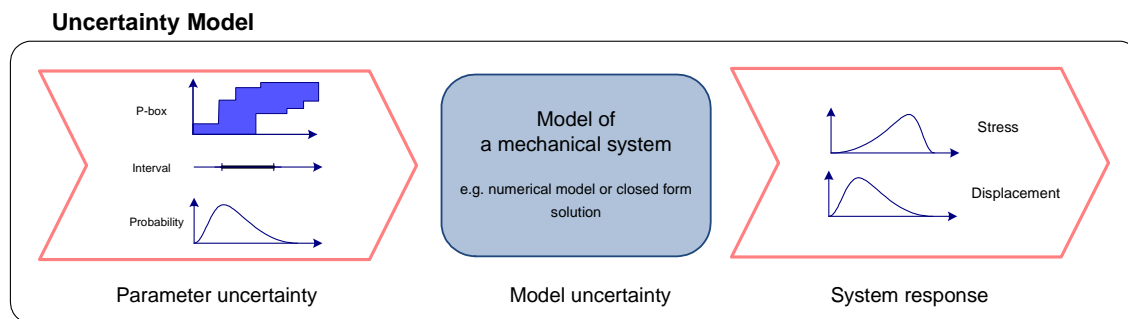 Uncertainty Model
P-box
Interval
Probability
Parameter uncertainty
Model of
a mechanical system
e.g. numerical model or closed form
solution
Model uncertainty
Stress
Displacement
System response